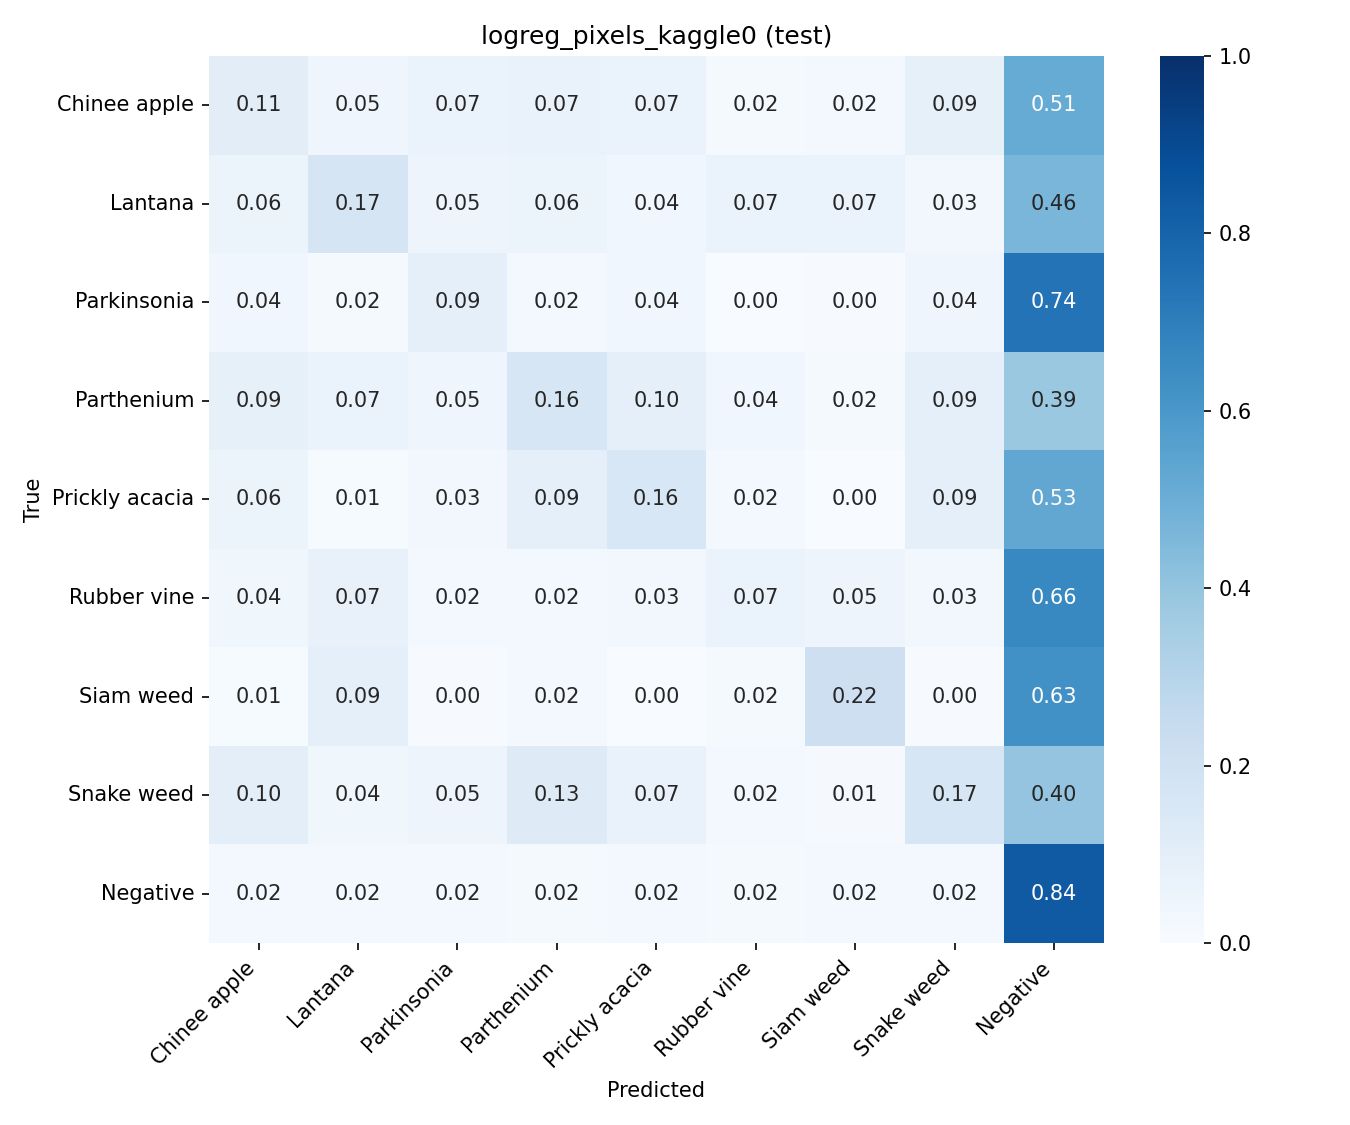 logreg_pixels_kaggle0 (test)
Chinee apple 0.11 0.05 0.07 0.07 0.07 0.02 0.02 0.09 0.51
Lantana 0.06 0.17 0.05 0.06 0.04 0.07 0.07 0.03 0.46
Parkinsonia 0.04 0.02 0.09 0.02 0.04 0.00 0.00 0.04 0.74
Parthenium 0.09 0.07 0.05 0.16 0.10 0.04 0.02 0.09 0.39
Prickly acacia 0.06 0.01 0.03 0.09 0.16 0.02 0.00 0.09 0.53
Rubber vine 0.04 0.07 0.02 0.02 0.03 0.07 0.05 0.03 0.66
Siam weed 0.01 0.09 0.00 0.02 0.00 0.02 0.22 0.00 0.63
Snake weed 0.10 0.04 0.05 0.13 0.07 0.02 0.01 0.17 0.40
Negative 0.02 0.02 0.02 0.02 0.02 0.02 0.02 0.02 0.84
True
Chinee apple Lantana Parkinsonia Parthenium Prickly acacia Rubber vine Siam weed Snake weed Negative
Predicted
1.0
0.8
0.6
0.4
0.2
0.0